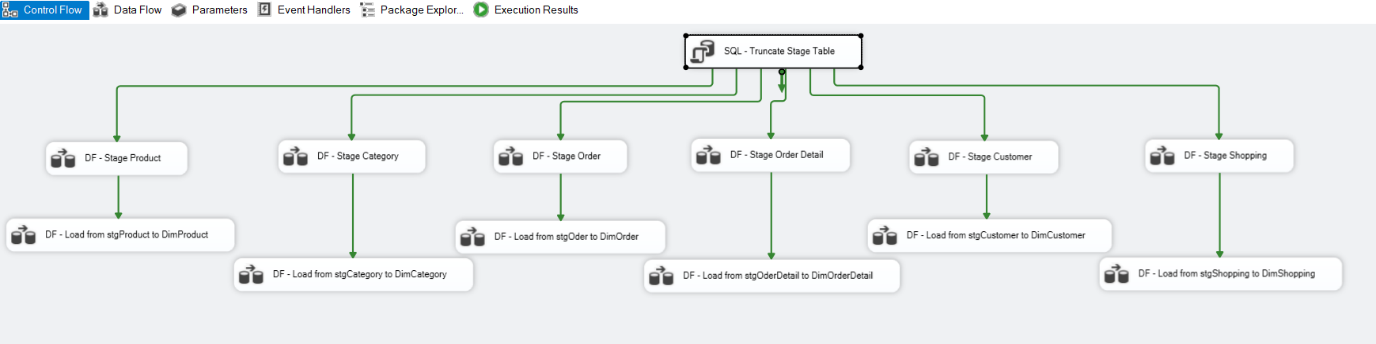 Control Flow
Data Flow
Parameters
Event Handlers
Package Explor...
Execution Results
SQL - Truncate Stage Table
DF - Stage Product
DF - Stage Category
DF - Stage Order
DF - Stage Order Detail
DF - Stage Customer
DF - Stage Shopping
DF - Load from stgProduct to DimProduct
DF - Load from stgOder to DimOrder
DF - Load from stgCustomer to DimCustomer
DF - Load from stgCategory to DimCategory
DF - Load from stgOderDetail to DimOrderDetail
DF - Load from stgShopping to DimShopping